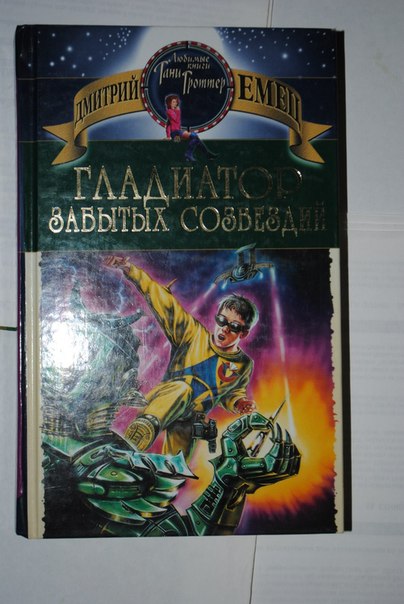 Любимые
книги
Тани
Гроттер
ДМИТРИЙ ЕМЕЦ
ГЛАДИАТОР
ЗАБЫТЫХ СОЗВЕЗДИЙ